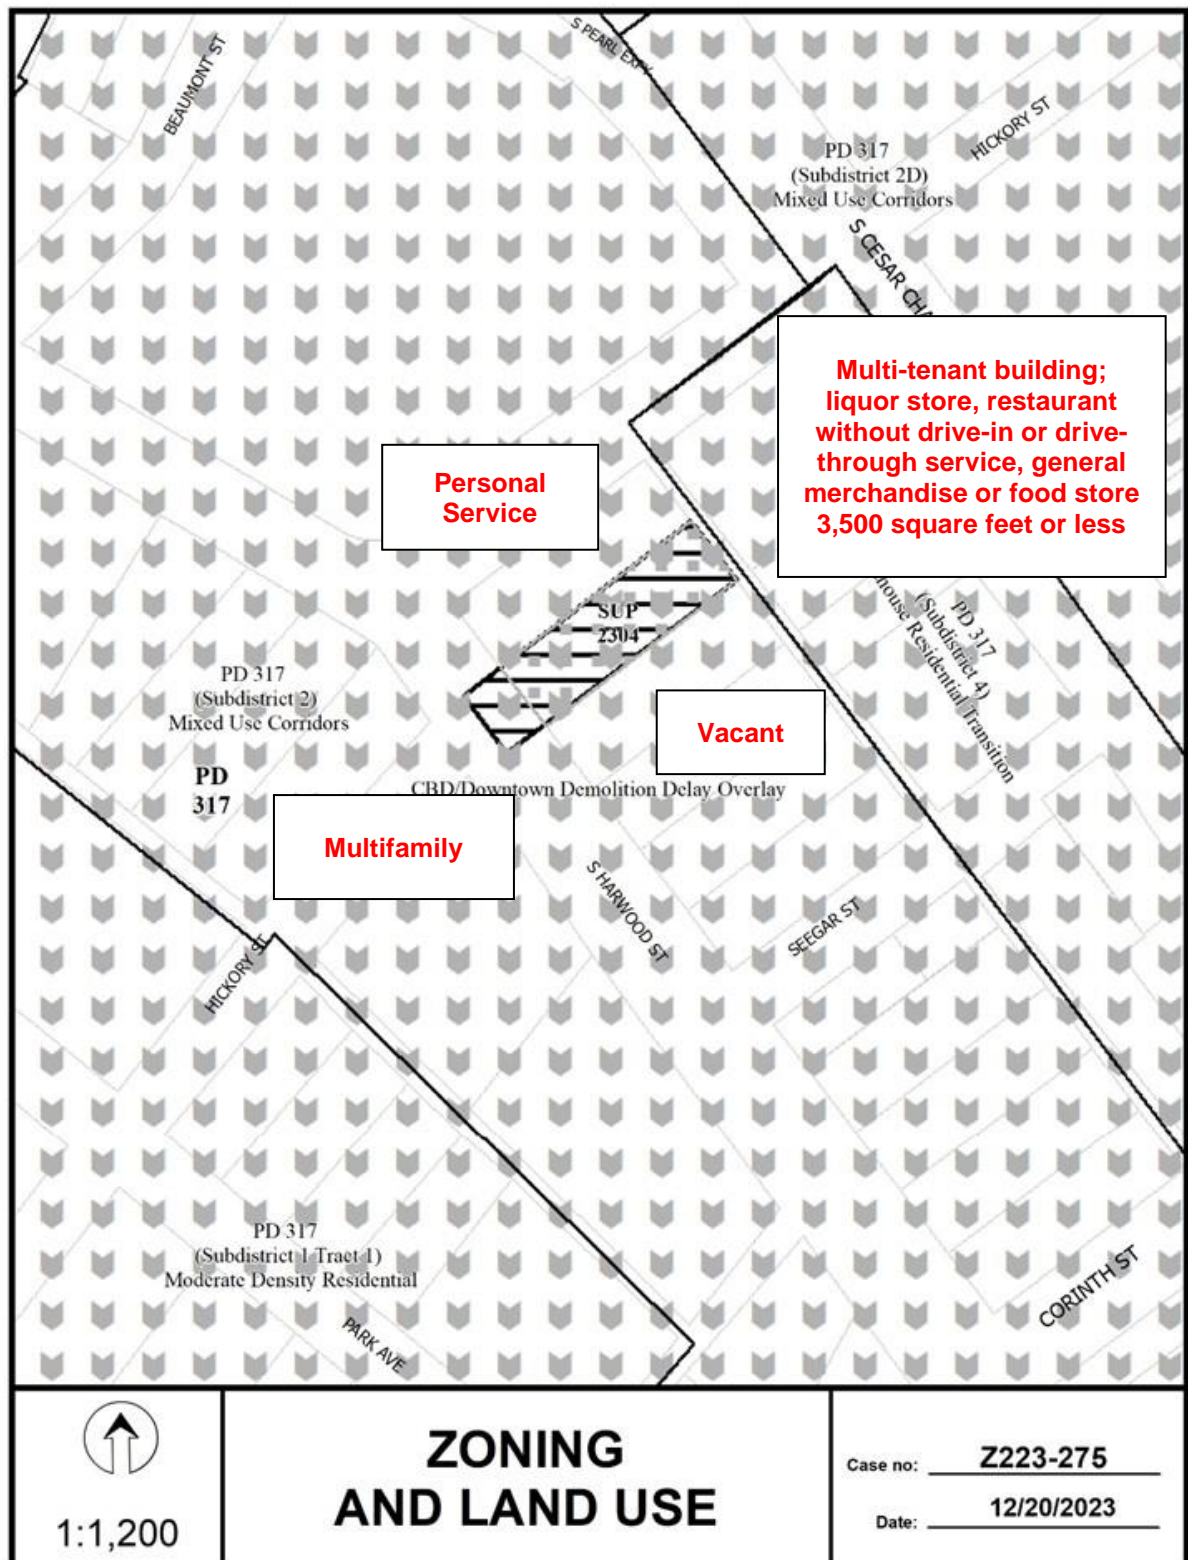 S PEARL EXPY
BEAUMONT ST
HICKORY ST
PD 317
(Subdistrict 2D)
Mixed Use Corridors
S CESAR CHA
Multi-tenant building;
liquor store, restaurant
without drive-in or drive-
through service, general
merchandise or food store
3,500 square feet or less
Personal
Service
SUP
2304
PD 317
(Subdistrict 4)
house Residential Transition
PD 317
(Subdistrict 2)
Mixed Use Corridors
Vacant
PD
317
CBD/Downtown Demolition Delay Overlay
Multifamily
S HARWOOD ST
SEEGAR ST
HICKORY ST
PD 317
(Subdistrict 1 Tract 1)
Moderate Density Residential
CORINTH ST
PARK AVE
1:1,200
ZONING
AND LAND USE
Case no: Z223-275
Date: 12/20/2023